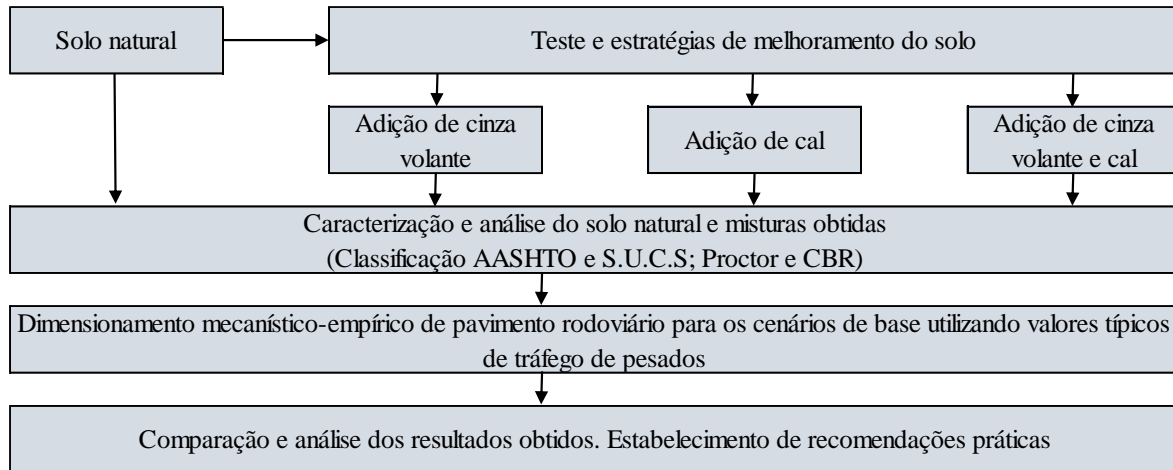 Solo natural
Teste e estratégias de melhoramento do solo
Adição de cinza
volante
Adição de cal
Adição de cinza
volante e cal
Caracterização e análise do solo natural e misturas obtidas
(Classificação AASHTO e S.U.C.S; Proctor e CBR)
Dimensionamento mecanístico-empírico de pavimento rodoviário para os cenários de base utilizando valores típicos
de tráfego de pesados
Comparação e análise dos resultados obtidos. Estabelecimento de recomendações práticas